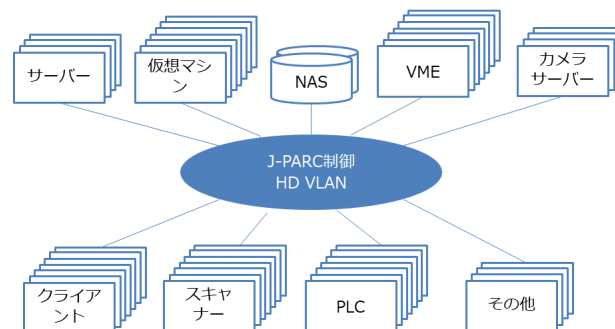 サーバー
仮想マシ
ン
NAS
VME
カメラ
サーバー
J-PARC制御
HD VLAN
クライア
ント
スキャ
ナー
PLC
その他